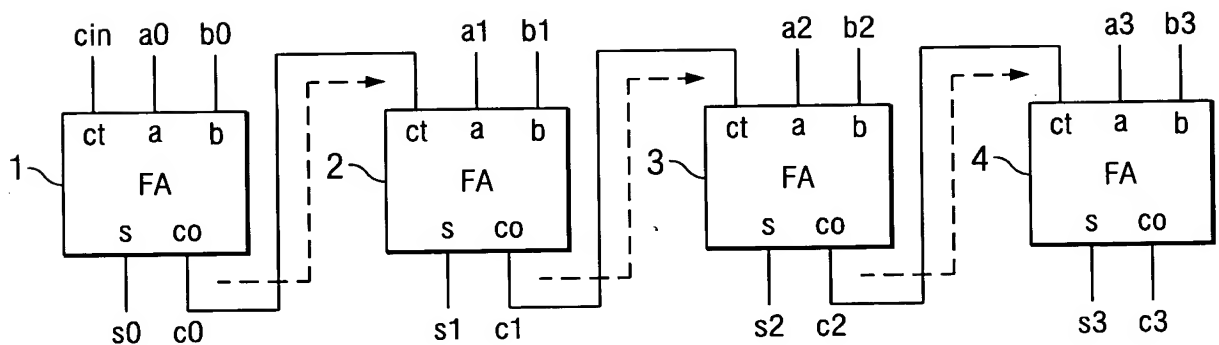 cin a0 b0 a1 b1 a2 b2 a3 b3
ct a b ct a b ct a b ct a b
1 FA 2 FA 3 FA 4 FA
s co s co s co s co
s0 c0 s1 c1 s2 c2 s3 c3